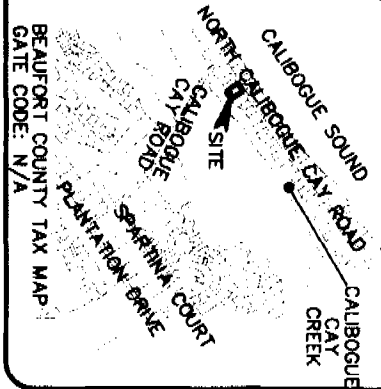 CALIBOGUE SOUND
NORTH CALIBOGUE CAY ROAD
SITE
CALIBOGUE
CAY
CREEK
CALIBOGUE
CAY
ROAD
SPARTINA COURT
PLANTATION DRIVE
BEAUFORT COUNTY TAX MAP
GATE CODE: N/A